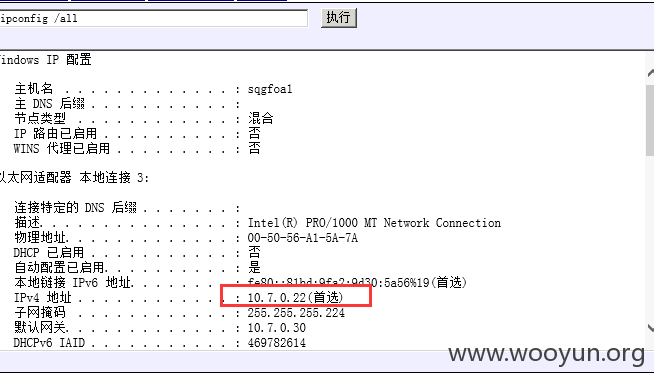 ipconfig /all 执行
indows IP 配置
主机名 . . . . . . . . . . . . . : sqgfoa1
主 DNS 后缀 . . . . . . . . . . . :
节点类型 . . . . . . . . . . . . : 混合
IP 路由已启用 . . . . . . . . . . : 否
WINS 代理已启用 . . . . . . . . . : 否
以太网适配器 本地连接 3:
连接特定的 DNS 后缀 . . . . . . . :
描述. . . . . . . . . . . . . . . : Intel(R) PRO/1000 MT Network Connection
物理地址. . . . . . . . . . . . . : 00-50-56-A1-5A-7A
DHCP 已启用 . . . . . . . . . . . : 否
自动配置已启用. . . . . . . . . . : 是
本地链接 IPv6 地址. . . . . . . . : fe80::81bd:9fa2:9d30:5a56%19(首选)
IPv4 地址 . . . . . . . . . . . . : 10.7.0.22(首选)
子网掩码 . . . . . . . . . . . . : 255.255.255.224
默认网关. . . . . . . . . . . . . : 10.7.0.30
DHCPv6 IAID . . . . . . . . . . . : 469782614
www.wooyun.org